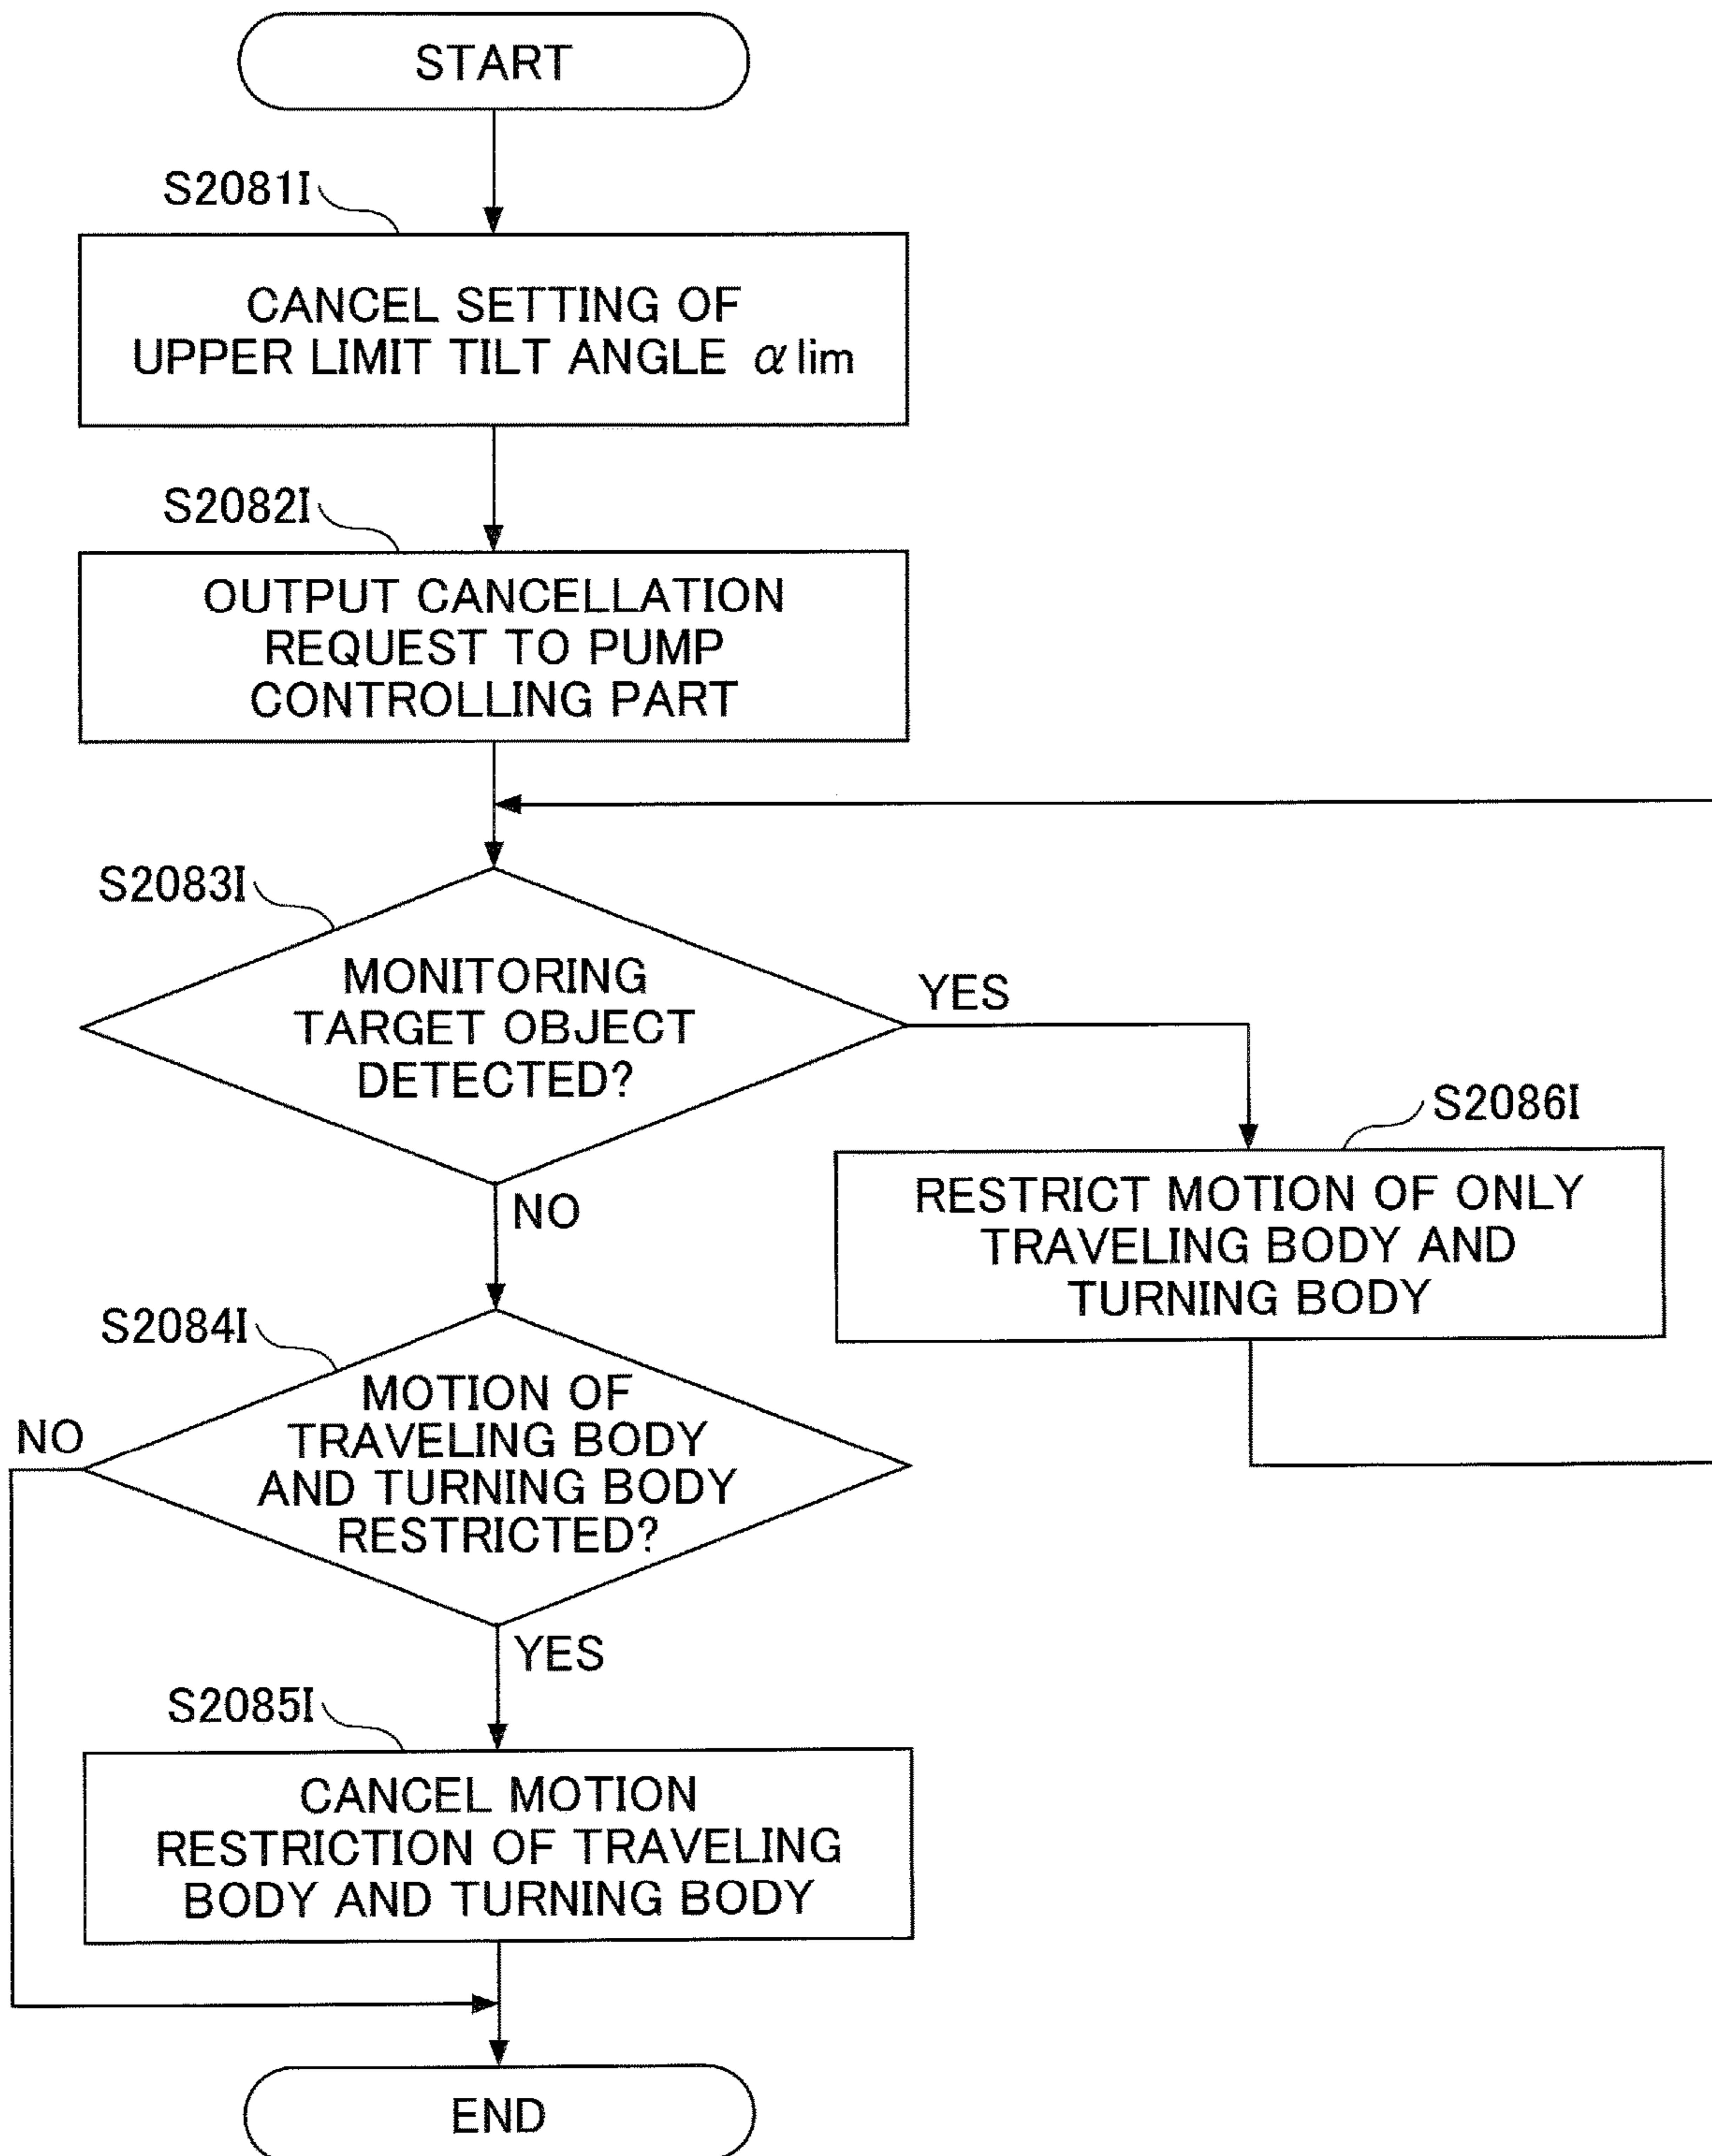 START
S2081I
CANCEL SETTING OF
UPPER LIMIT TILT ANGLE α lim
S2082I
OUTPUT CANCELLATION
REQUEST TO PUMP
CONTROLLING PART
S2083I
MONITORING
TARGET OBJECT
DETECTED?
YES
NO
S2086I
RESTRICT MOTION OF ONLY
TRAVELING BODY AND
TURNING BODY
S2084I
MOTION OF
TRAVELING BODY
AND TURNING BODY
RESTRICTED?
NO
YES
S2085I
CANCEL MOTION
RESTRICTION OF TRAVELING
BODY AND TURNING BODY
END